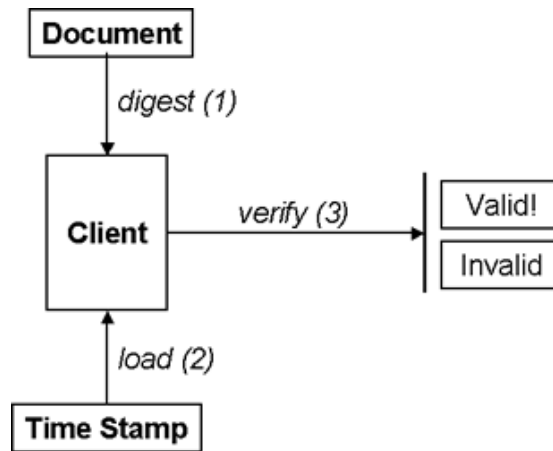 Document
digest (1)
Client
verify (3)
Valid!
Invalid
load (2)
Time Stamp